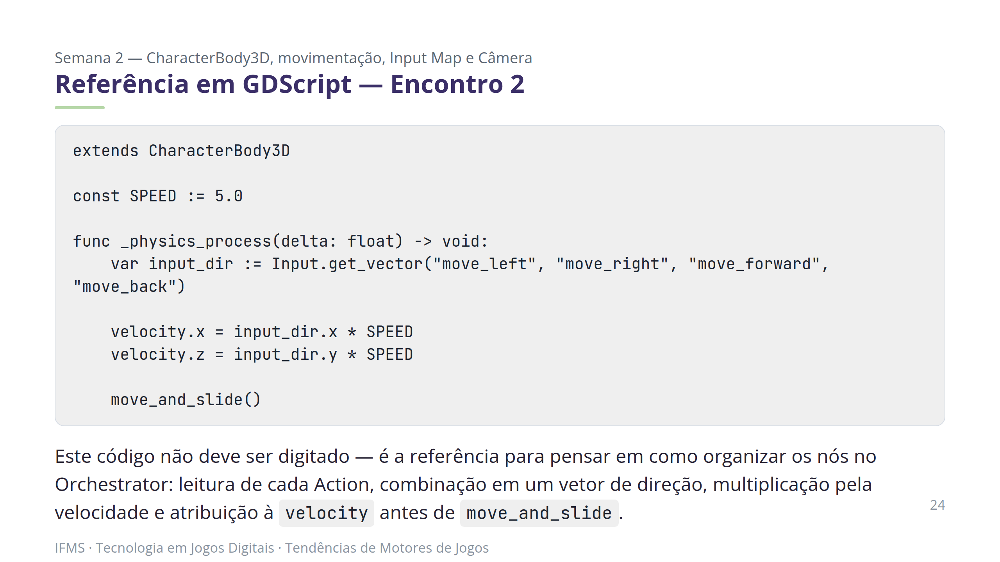 Semana 2 — CharacterBody3D, movimentação, Input Map e Câmera
Referência em GDScript — Encontro 2
extends CharacterBody3D
const SPEED := 5.0
func _physics_process(delta: float) -> void:
    var input_dir := Input.get_vector("move_left", "move_right", "move_forward",
"move_back")
    velocity.x = input_dir.x * SPEED
    velocity.z = input_dir.y * SPEED
    move_and_slide()
Este código não deve ser digitado — é a referência para pensar em como organizar os nós no
Orchestrator: leitura de cada Action, combinação em um vetor de direção, multiplicação pela
velocidade e atribuição à velocity antes de move_and_slide.
24
IFMS · Tecnologia em Jogos Digitais · Tendências de Motores de Jogos